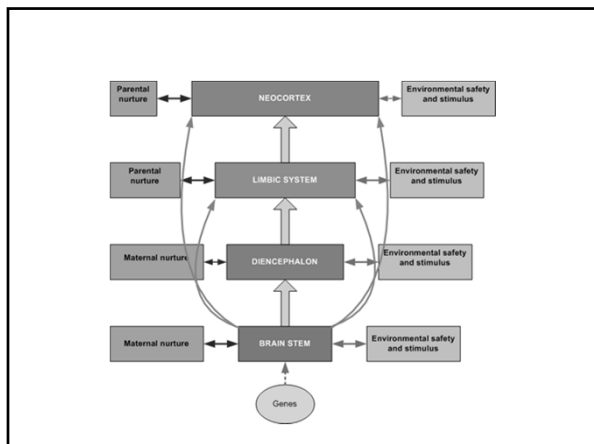 Parental
nurture
NEOCORTEX
Environmental safety
and stimulus
Parental
nurture
LIMBIC SYSTEM
Environmental safety
and stimulus
Maternal nurture
DIENCEPHALON
Environmental safety
and stimulus
Maternal nurture
BRAIN STEM
Environmental safety
and stimulus
Genes